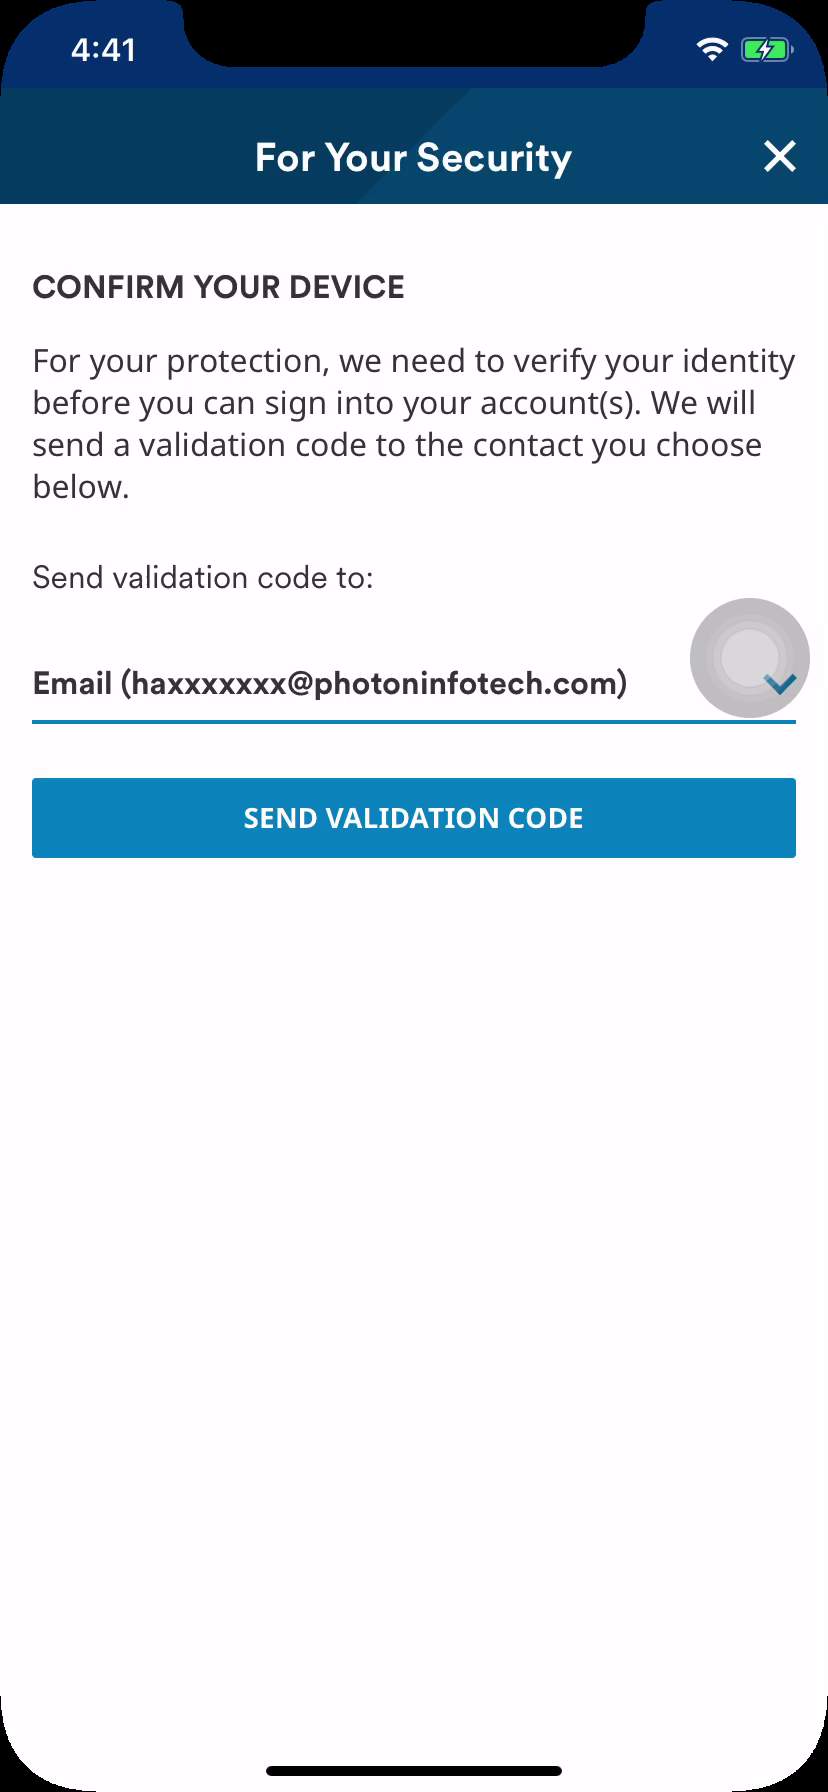 4:41
For Your Security
CONFIRM YOUR DEVICE
For your protection, we need to verify your identity
before you can sign into your account(s). We will
send a validation code to the contact you choose
below.
Send validation code to:
Email (haxxxxxxxx@photoninfotech.com)
SEND VALIDATION CODE